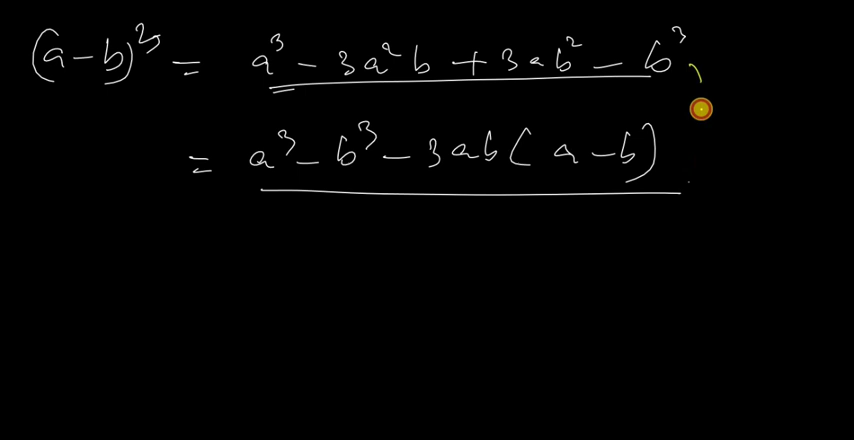 (a-b)³ = a³ - 3a²b + 3ab² - b³
= a³ - b³ - 3ab(a-b)